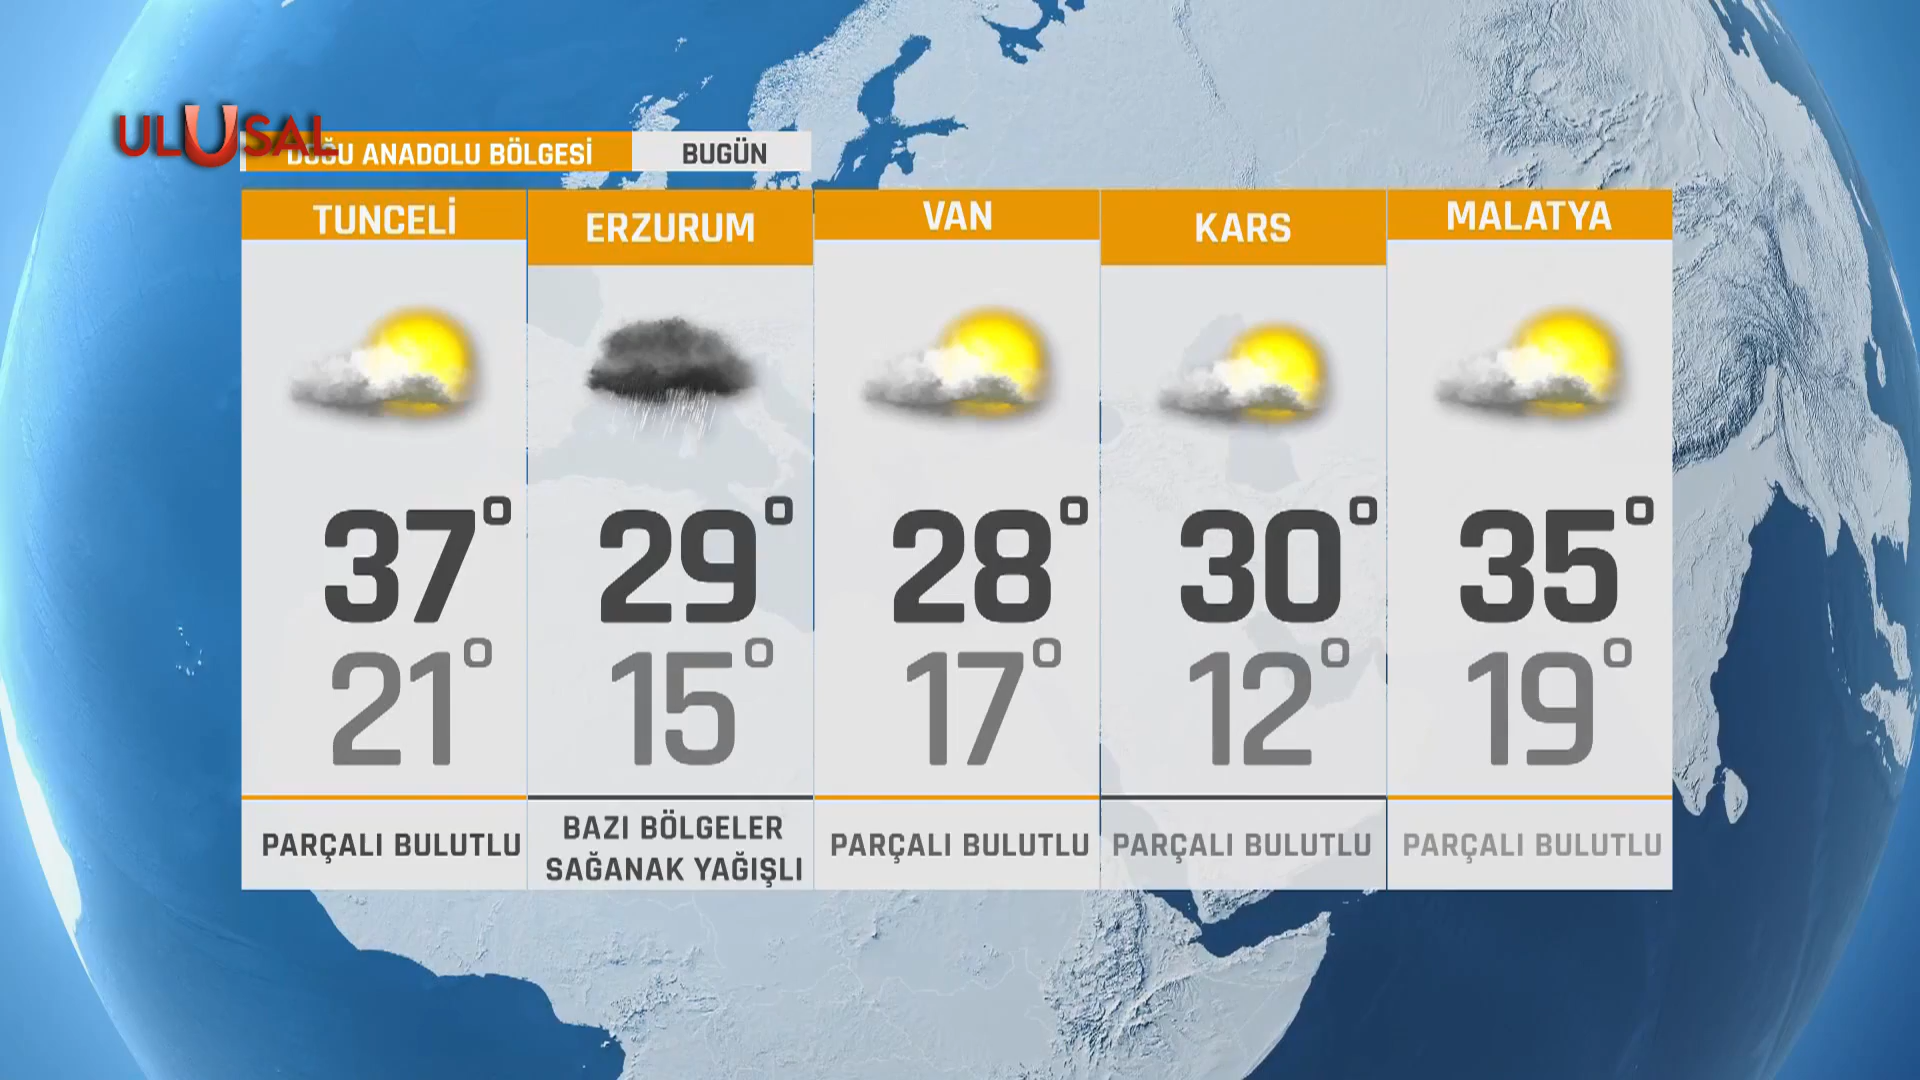 ULUSAL
DOĞU ANADOLU BÖLGESİ
BUGÜN
TUNCELİ
37°
21°
PARÇALI BULUTLU
ERZURUM
29°
15°
BAZI BÖLGELER
SAĞANAK YAĞIŞLI
VAN
28°
17°
PARÇALI BULUTLU
KARS
30°
12°
PARÇALI BULUTLU
MALATYA
35°
19°
PARÇALI BULUTLU